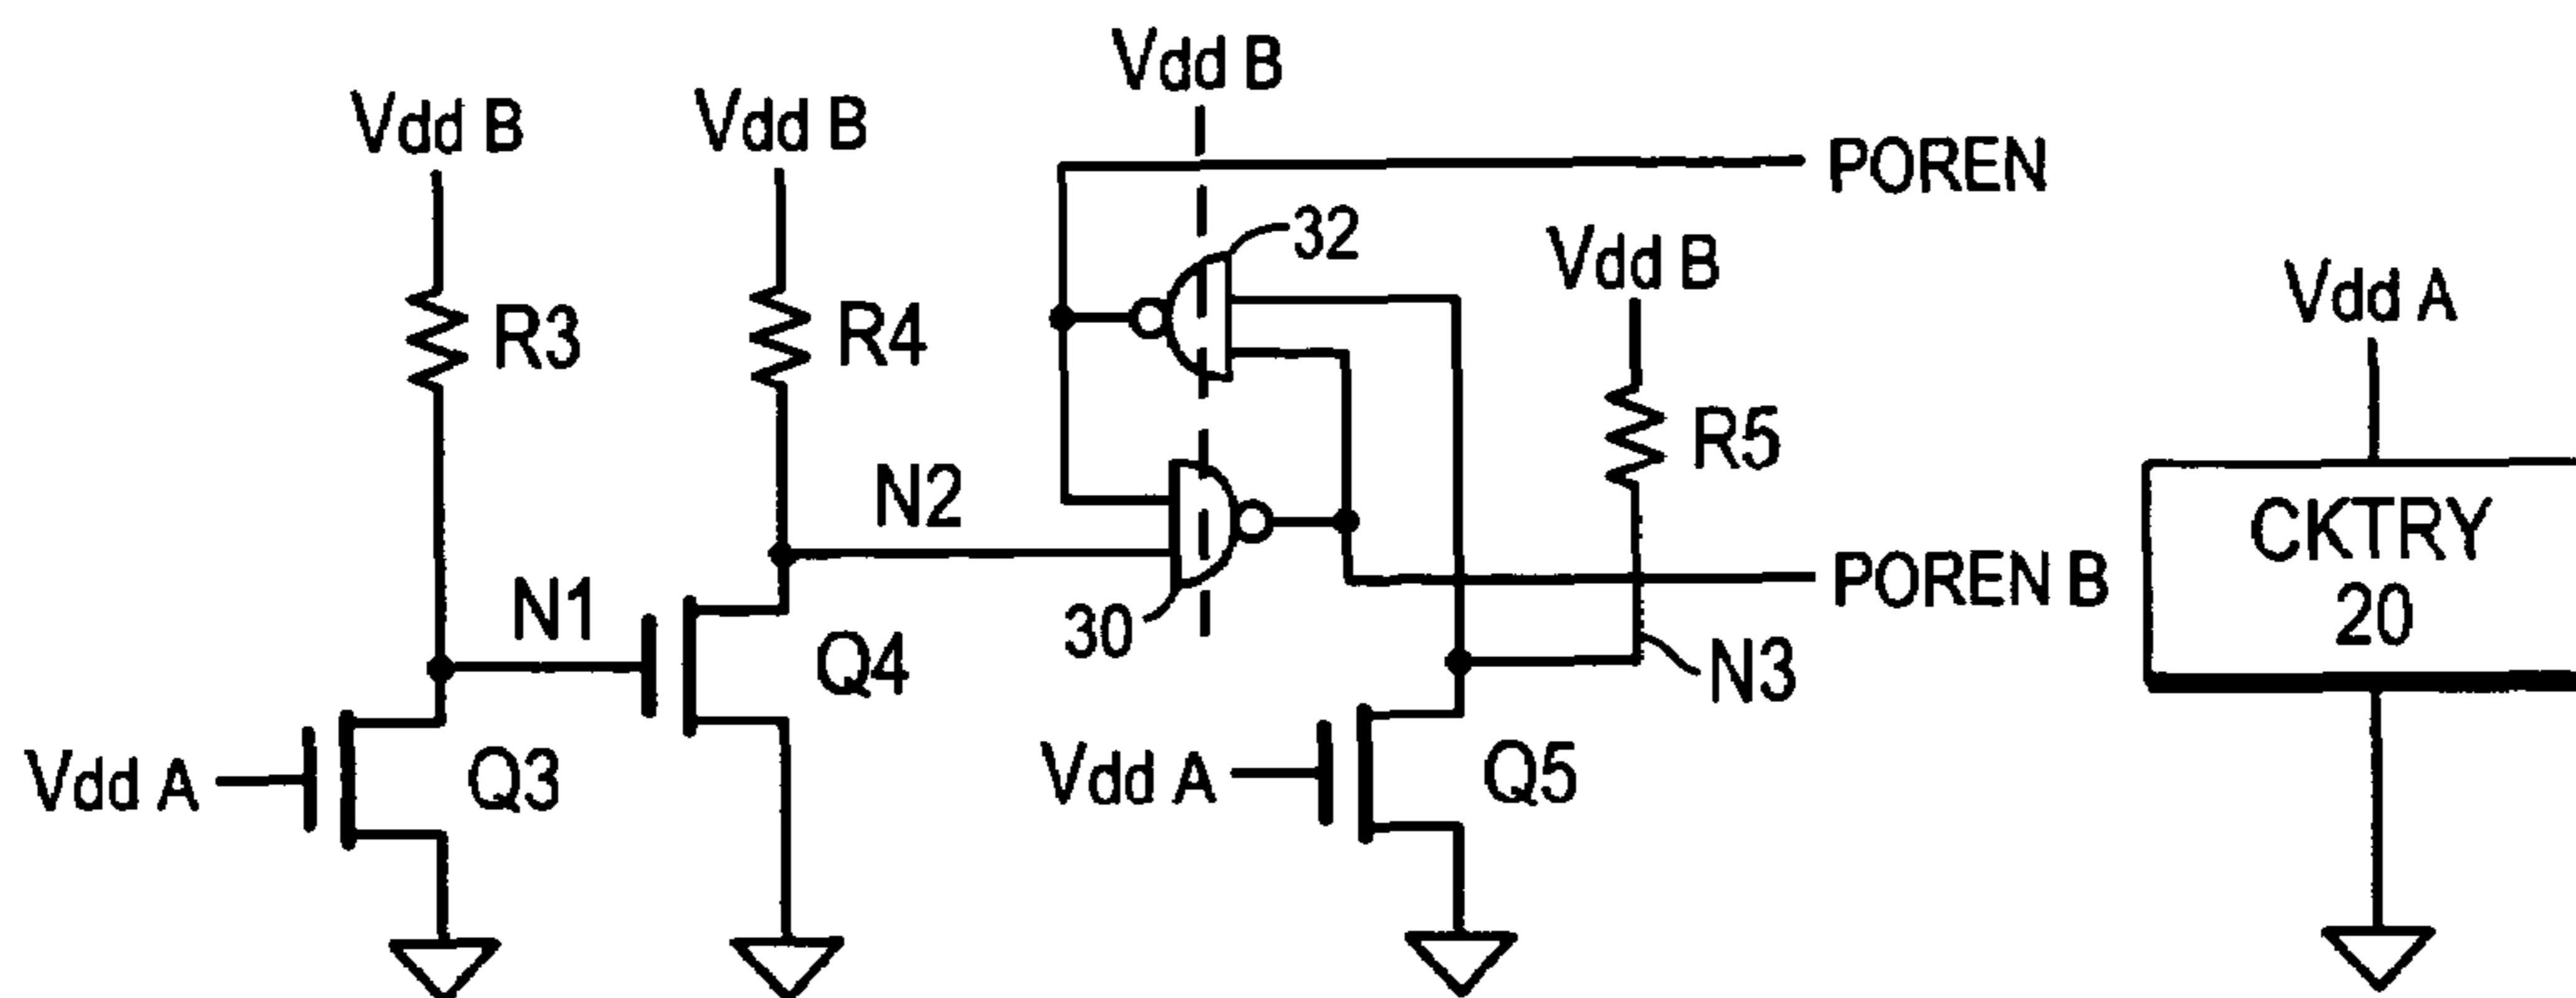 Vdd B
Vdd B
Vdd B
POREN
32
Vdd B
Vdd A
R3
R4
R5
N2
CKTRY
20
N1
30
POREN B
Q4
N3
Vdd A
Q3
Vdd A
Q5